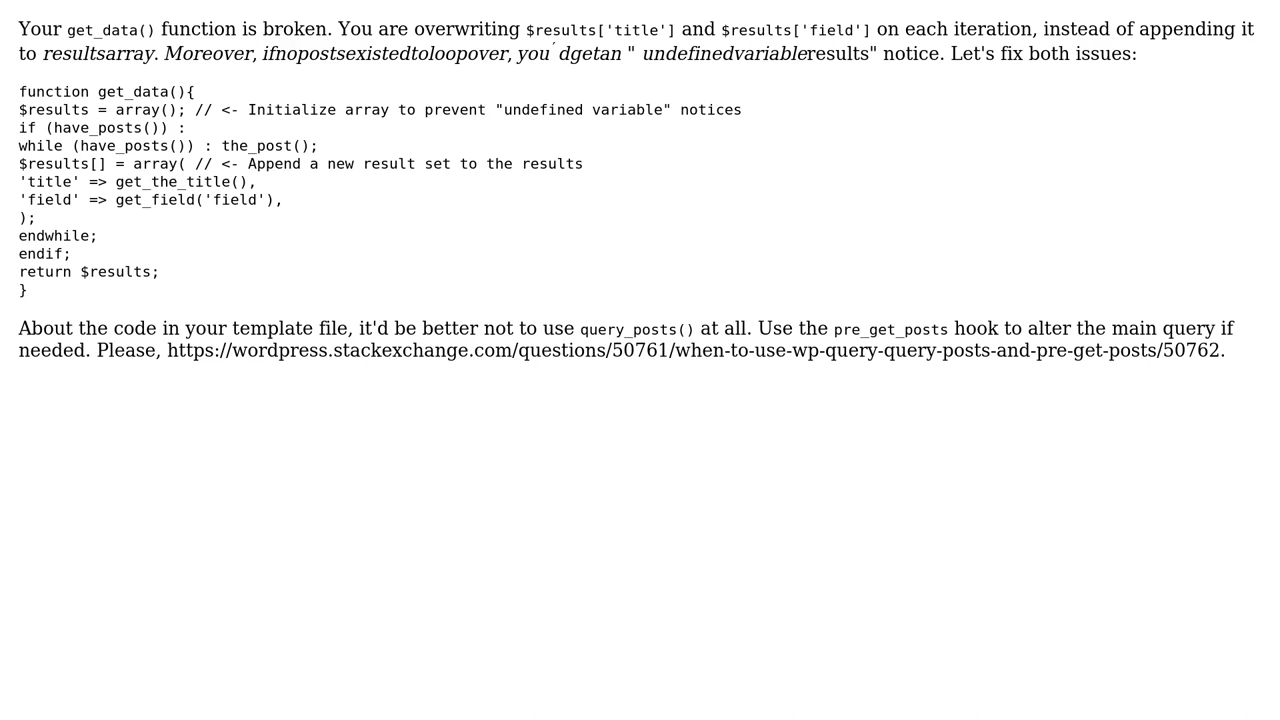 Your get_data() function is broken. You are overwriting $results['title'] and $results['field'] on each iteration, instead of appending it
to resultsarray. Moreover, ifnopostsexistedtoloopover, you′dgetan " undefinedvariableresults" notice. Let's fix both issues:
function get_data(){
$results = array(); // <- Initialize array to prevent "undefined variable" notices
if (have_posts()) :
while (have_posts()) : the_post();
$results[] = array( // <- Append a new result set to the results
'title' => get_the_title(),
'field' => get_field('field'),
);
endwhile;
endif;
return $results;
}
About the code in your template file, it'd be better not to use query_posts() at all. Use the pre_get_posts hook to alter the main query if
needed. Please, https://wordpress.stackexchange.com/questions/50761/when-to-use-wp-query-query-posts-and-pre-get-posts/50762.